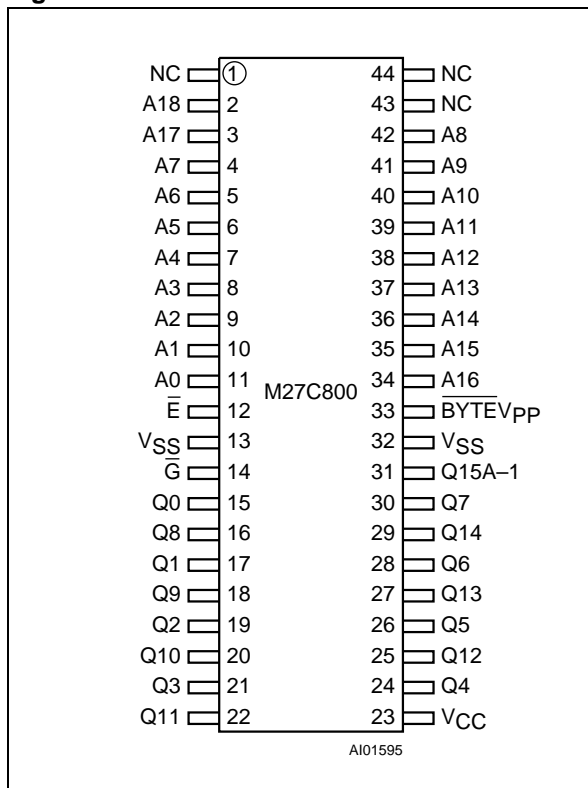 NC 1 44 NC
A18 2 43 NC
A17 3 42 A8
A7 4 41 A9
A6 5 40 A10
A5 6 39 A11
A4 7 38 A12
A3 8 37 A13
A2 9 36 A14
A1 10 35 A15
A0 11 34 A16
M27C800
E̅ 12 33 B̅Y̅T̅E̅VPP
VSS 13 32 VSS
G̅ 14 31 Q15A–1
Q0 15 30 Q7
Q8 16 29 Q14
Q1 17 28 Q6
Q9 18 27 Q13
Q2 19 26 Q5
Q10 20 25 Q12
Q3 21 24 Q4
Q11 22 23 VCC
AI01595